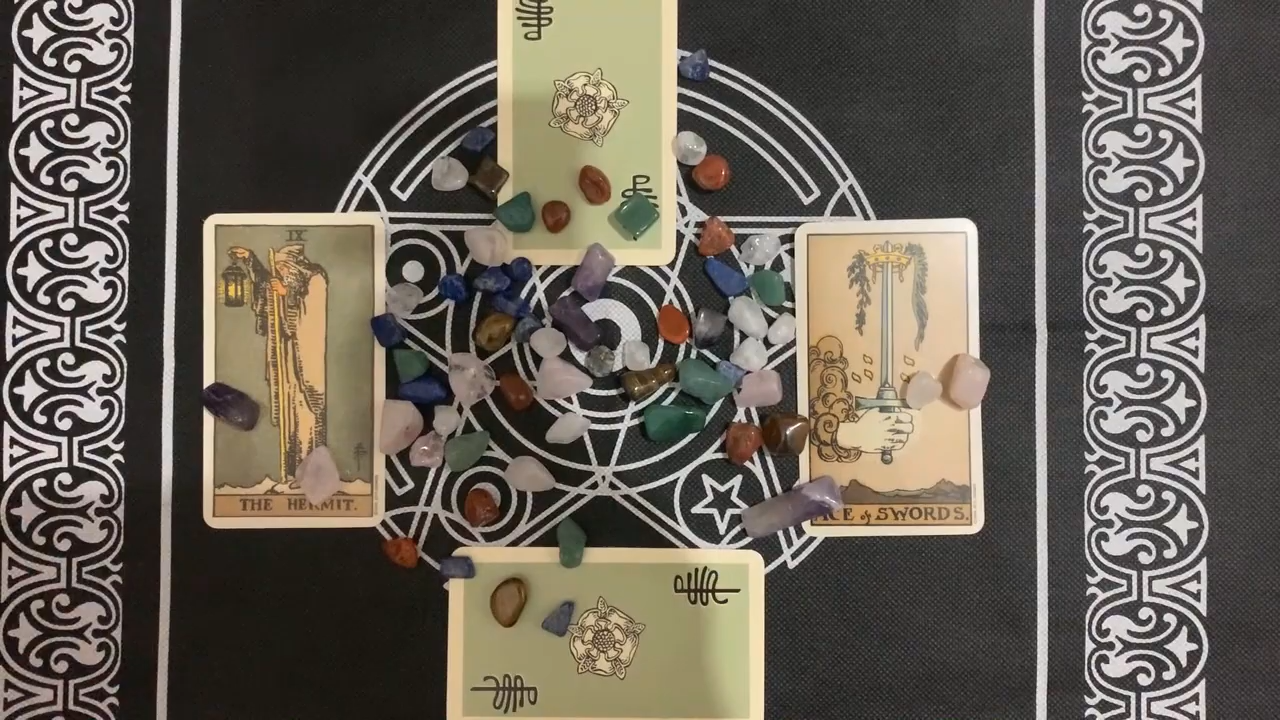 IX
THE HERMIT.
ACE of SWORDS.